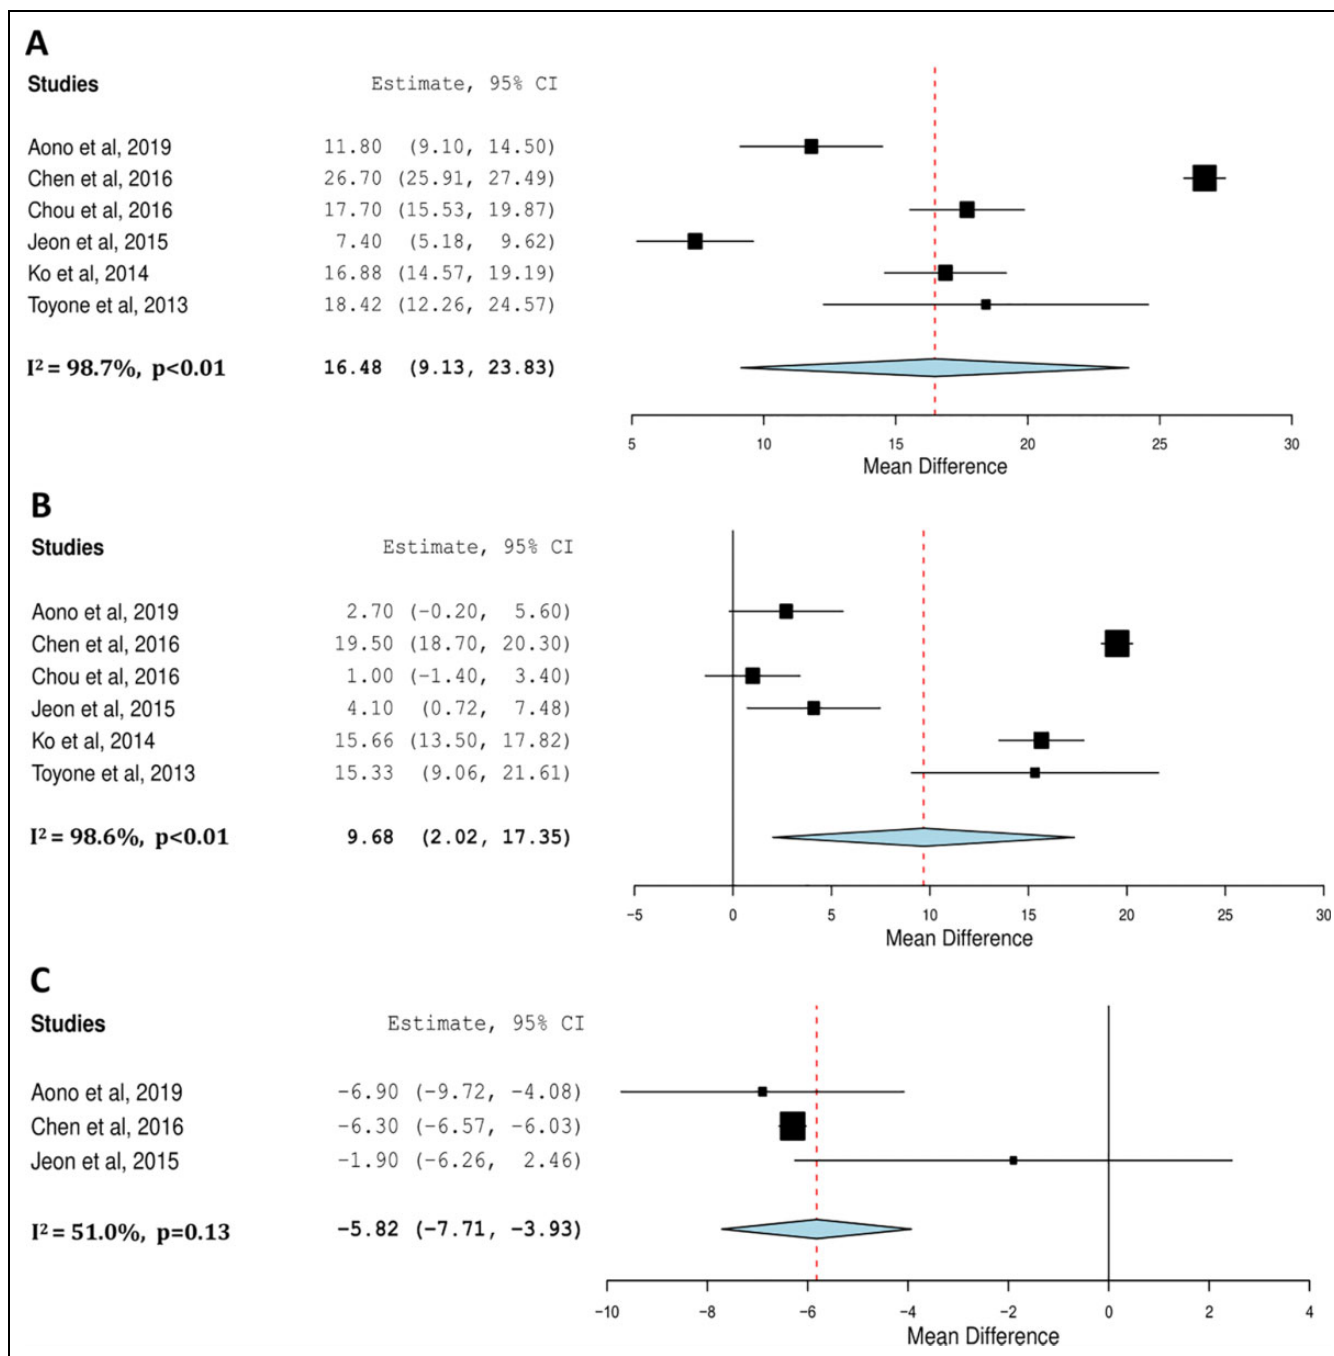 A
Studies Estimate, 95% CI
Aono et al, 2019 11.80 (9.10, 14.50)
Chen et al, 2016 26.70 (25.91, 27.49)
Chou et al, 2016 17.70 (15.53, 19.87)
Jeon et al, 2015 7.40 (5.18, 9.62)
Ko et al, 2014 16.88 (14.57, 19.19)
Toyone et al, 2013 18.42 (12.26, 24.57)
I² = 98.7%, p<0.01 16.48 (9.13, 23.83)
5 10 15 20 25 30
Mean Difference
B
Studies Estimate, 95% CI
Aono et al, 2019 2.70 (−0.20, 5.60)
Chen et al, 2016 19.50 (18.70, 20.30)
Chou et al, 2016 1.00 (−1.40, 3.40)
Jeon et al, 2015 4.10 (0.72, 7.48)
Ko et al, 2014 15.66 (13.50, 17.82)
Toyone et al, 2013 15.33 (9.06, 21.61)
I² = 98.6%, p<0.01 9.68 (2.02, 17.35)
−5 0 5 10 15 20 25 30
Mean Difference
C
Studies Estimate, 95% CI
Aono et al, 2019 −6.90 (−9.72, −4.08)
Chen et al, 2016 −6.30 (−6.57, −6.03)
Jeon et al, 2015 −1.90 (−6.26, 2.46)
I² = 51.0%, p=0.13 −5.82 (−7.71, −3.93)
−10 −8 −6 −4 −2 0 2 4
Mean Difference